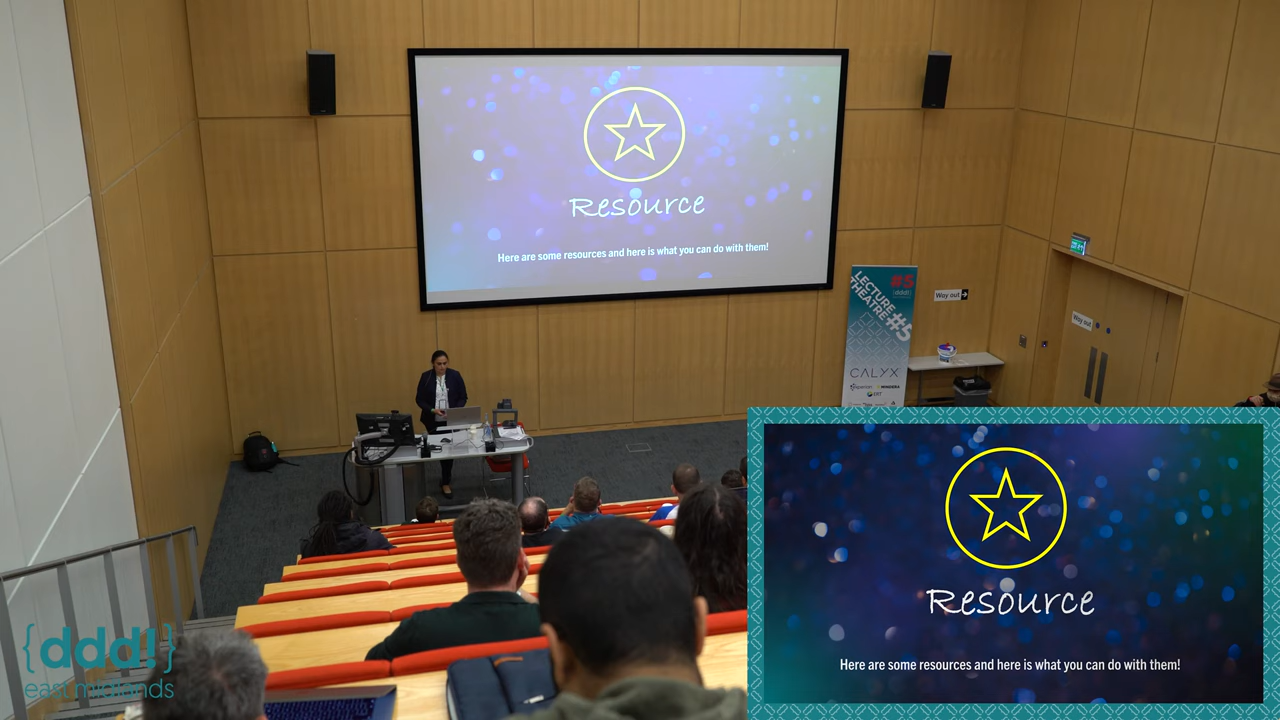 Resource
Here are some resources and here is what you can do with them!
LECTURE
THEATRE
#5
#5
{ddd!}
Way out
Way out
CALYX
{ddd!}
east midlands
Resource
Here are some resources and here is what you can do with them!